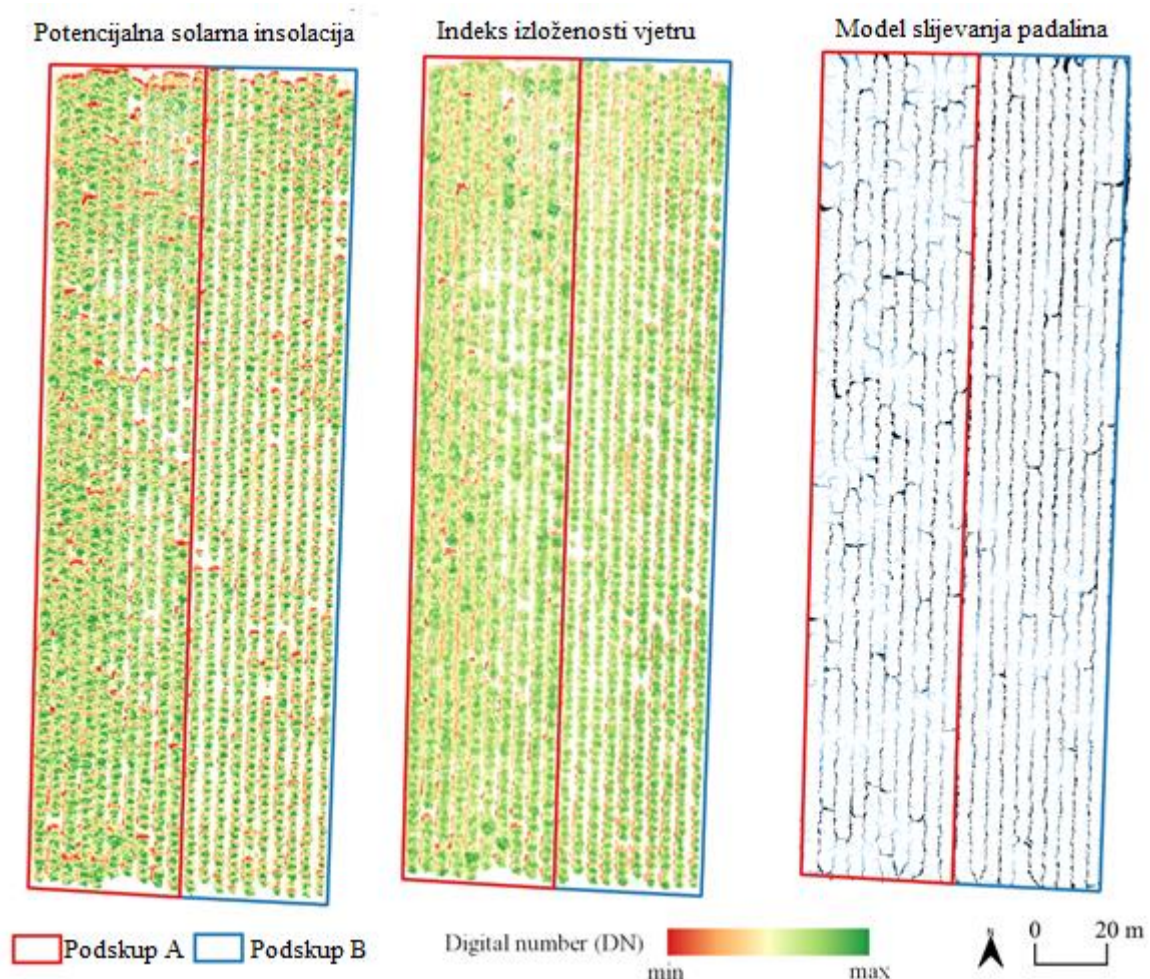 Potencijalna solarna insolacija
Indeks izloženosti vjetru
Model slijevanja padalina
Podskup A
Podskup B
Digital number (DN)
min
max
N
0 20 m